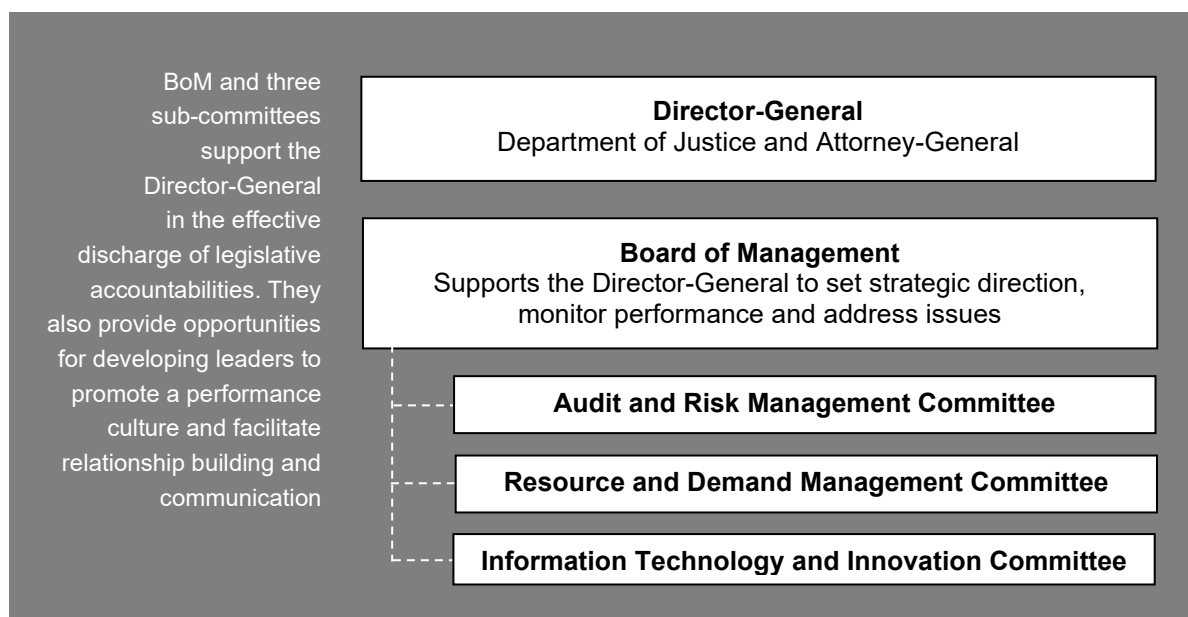 BoM and three
sub-committees
support the
Director-General
in the effective
discharge of legislative
accountabilities. They
also provide opportunities
for developing leaders to
promote a performance
culture and facilitate
relationship building and
communication
Director-General
Department of Justice and Attorney-General
Board of Management
Supports the Director-General to set strategic direction,
monitor performance and address issues
Audit and Risk Management Committee
Resource and Demand Management Committee
Information Technology and Innovation Committee